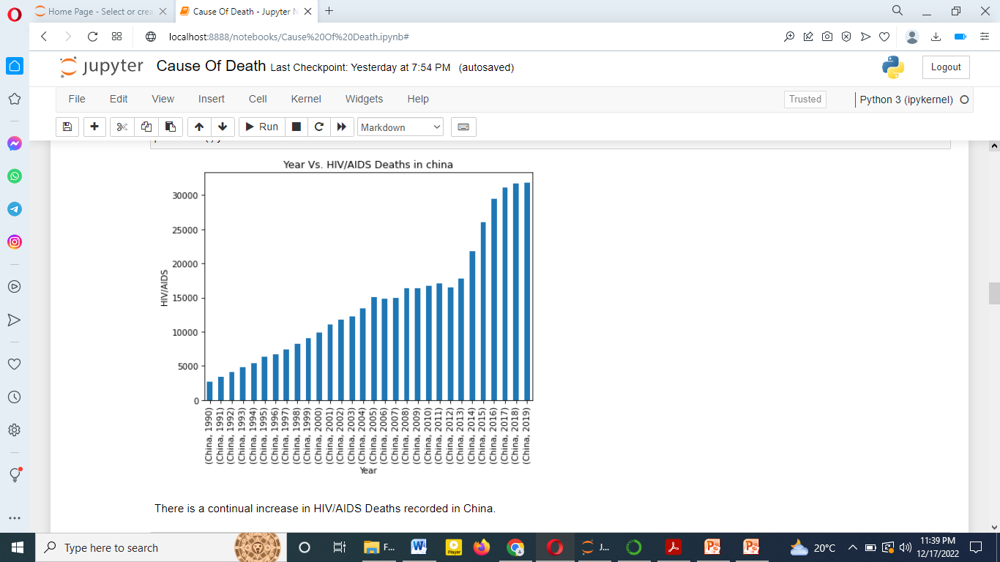 Home Page - Select or crea
Cause Of Death - Jupyter N
localhost:8888/notebooks/Cause%20Of%20Death.ipynb#
jupyter Cause Of Death Last Checkpoint: Yesterday at 7:54 PM (autosaved)
Logout
File Edit View Insert Cell Kernel Widgets Help
Trusted
Python 3 (ipykernel)
Run
Markdown
Year Vs. HIV/AIDS Deaths in china
HIV/AIDS
30000
25000
20000
15000
10000
5000
0
(China, 1990)
(China, 1991)
(China, 1992)
(China, 1993)
(China, 1994)
(China, 1995)
(China, 1996)
(China, 1997)
(China, 1998)
(China, 1999)
(China, 2000)
(China, 2001)
(China, 2002)
(China, 2003)
(China, 2004)
(China, 2005)
(China, 2006)
(China, 2007)
(China, 2008)
(China, 2009)
(China, 2010)
(China, 2011)
(China, 2012)
(China, 2013)
(China, 2014)
(China, 2015)
(China, 2016)
(China, 2017)
(China, 2018)
(China, 2019)
Year
There is a continual increase in HIV/AIDS Deaths recorded in China.
Type here to search
F...
Player
J...
20°C
11:39 PM
12/17/2022